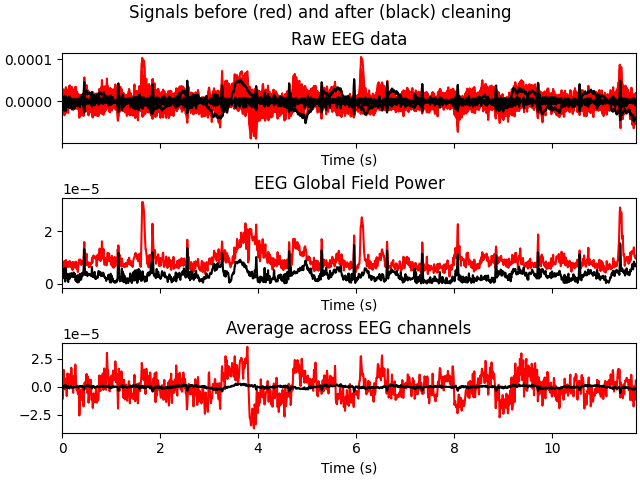 Signals before (red) and after (black) cleaning
Raw EEG data
0.0001
0.0000
Time (s)
EEG Global Field Power
1e−5
2
0
Time (s)
Average across EEG channels
1e−5
2.5
0.0
−2.5
0 2 4 6 8 10
Time (s)